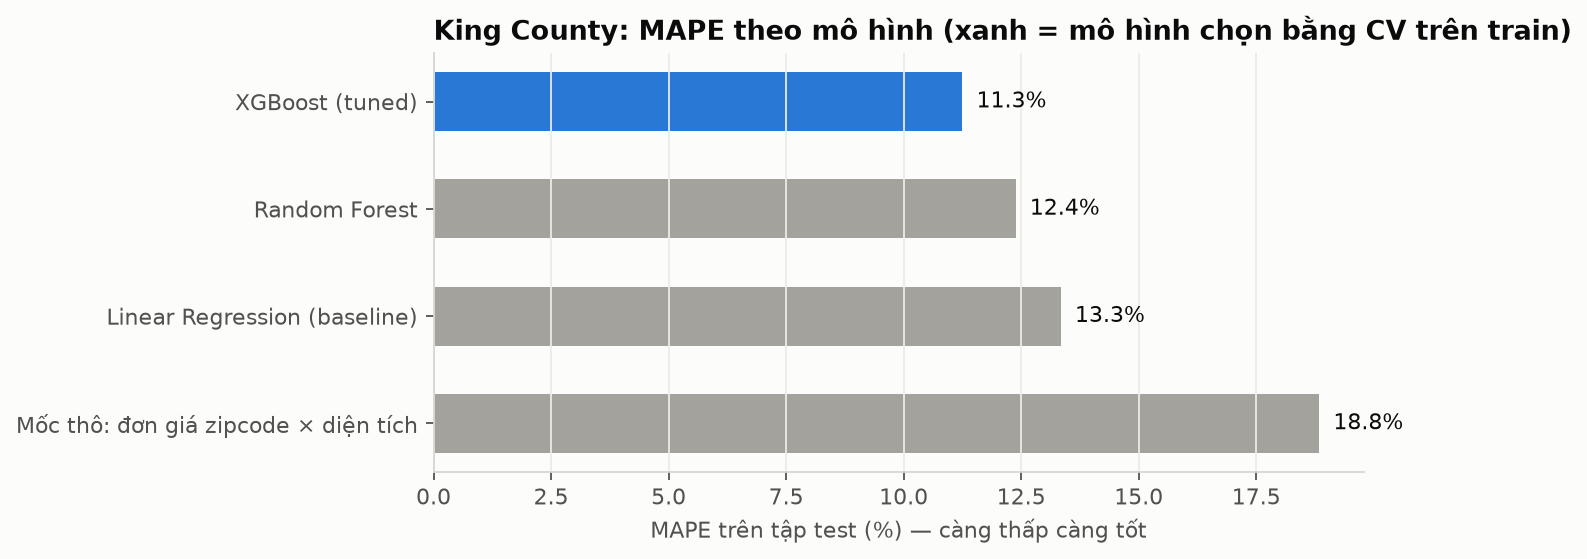 King County: MAPE theo mô hình (xanh = mô hình chọn bằng CV trên train)
XGBoost (tuned)
11.3%
Random Forest
12.4%
Linear Regression (baseline)
13.3%
Mốc thô: đơn giá zipcode × diện tích
18.8%
0.0 2.5 5.0 7.5 10.0 12.5 15.0 17.5
MAPE trên tập test (%) — càng thấp càng tốt